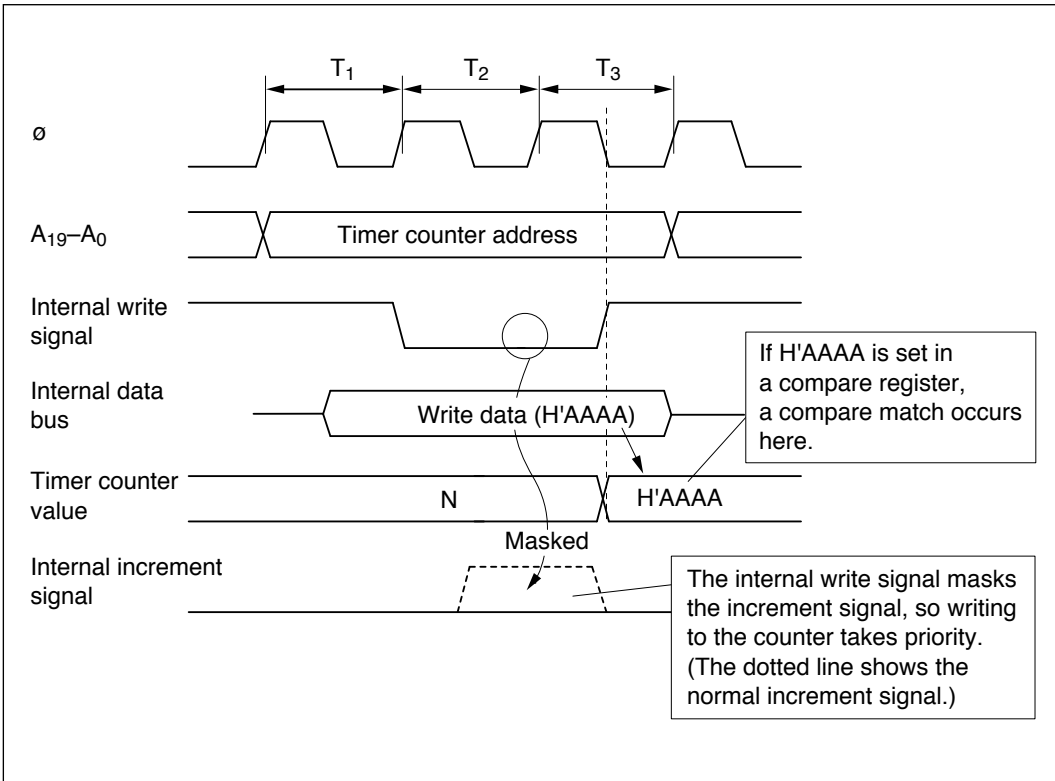 T1 T2 T3
ø
A19–A0
Timer counter address
Internal write
signal
If H'AAAA is set in
a compare register,
a compare match occurs
here.
Internal data
bus
Write data (H'AAAA)
Timer counter
value
N
H'AAAA
Masked
Internal increment
signal
The internal write signal masks
the increment signal, so writing
to the counter takes priority.
(The dotted line shows the
normal increment signal.)